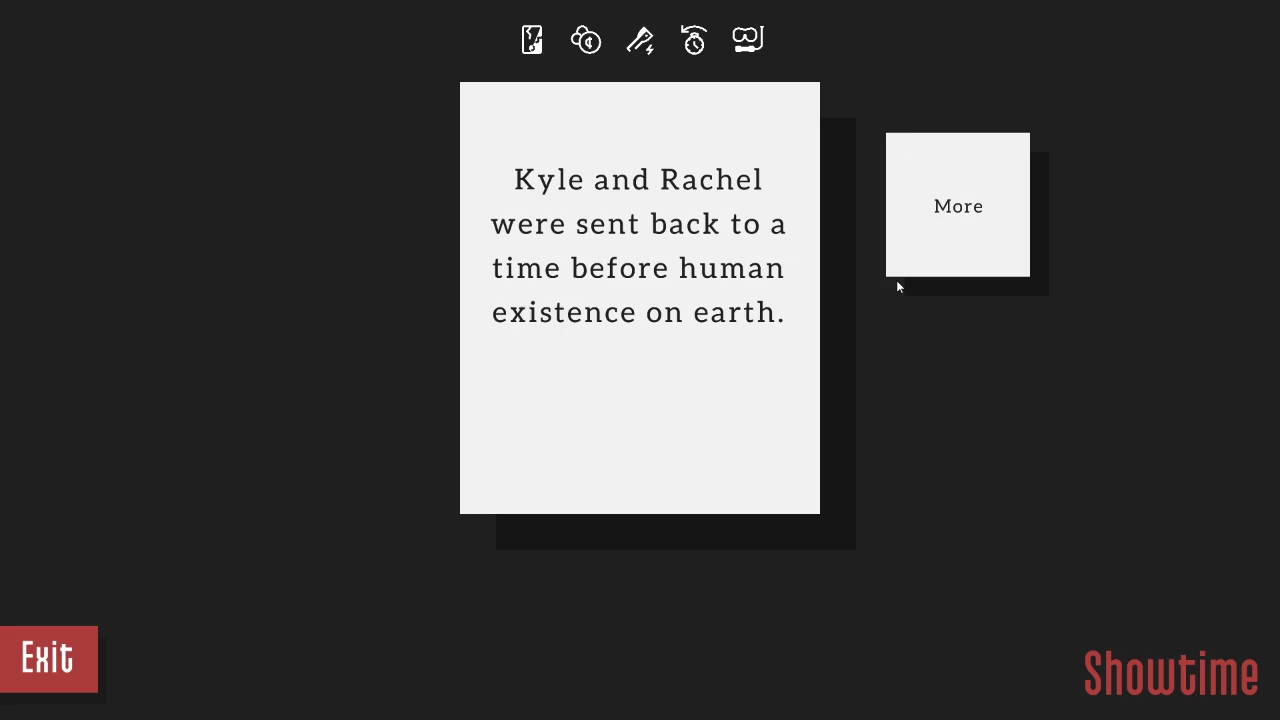 Kyle and Rachel
were sent back to a
time before human
existence on earth.
More
Exit
Showtime